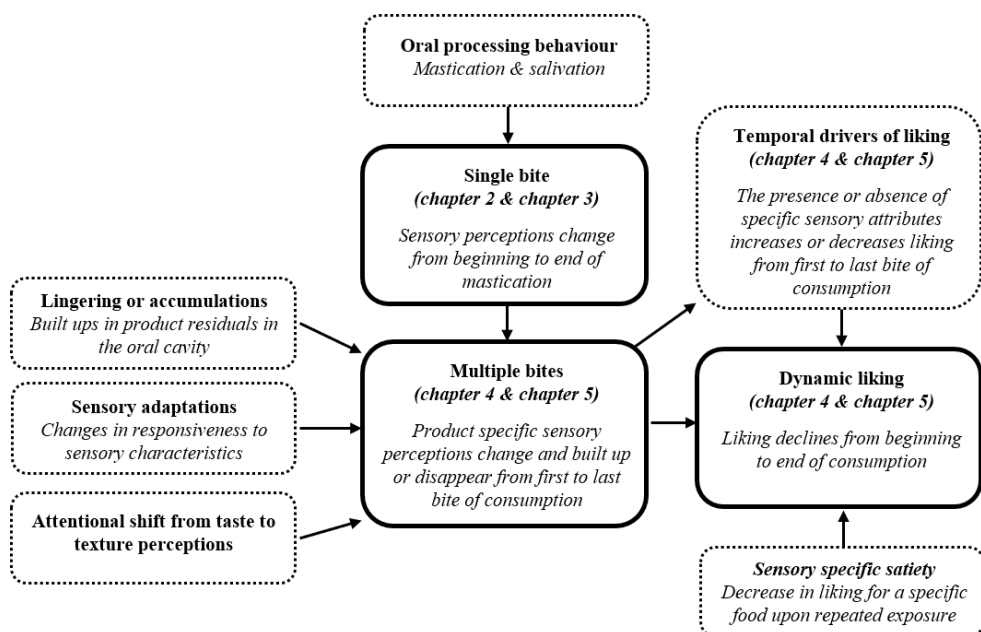 Oral processing behaviour
Mastication & salivation
Single bite
(chapter 2 & chapter 3)
Sensory perceptions change
from beginning to end of
mastication
Temporal drivers of liking
(chapter 4 & chapter 5)
The presence or absence of
specific sensory attributes
increases or decreases liking
from first to last bite of
consumption
Lingering or accumulations
Built ups in product residuals in
the oral cavity
Sensory adaptations
Changes in responsiveness to
sensory characteristics
Attentional shift from taste to
texture perceptions
Multiple bites
(chapter 4 & chapter 5)
Product specific sensory
perceptions change and built up
or disappear from first to last
bite of consumption
Dynamic liking
(chapter 4 & chapter 5)
Liking declines from beginning
to end of consumption
Sensory specific satiety
Decrease in liking for a specific
food upon repeated exposure